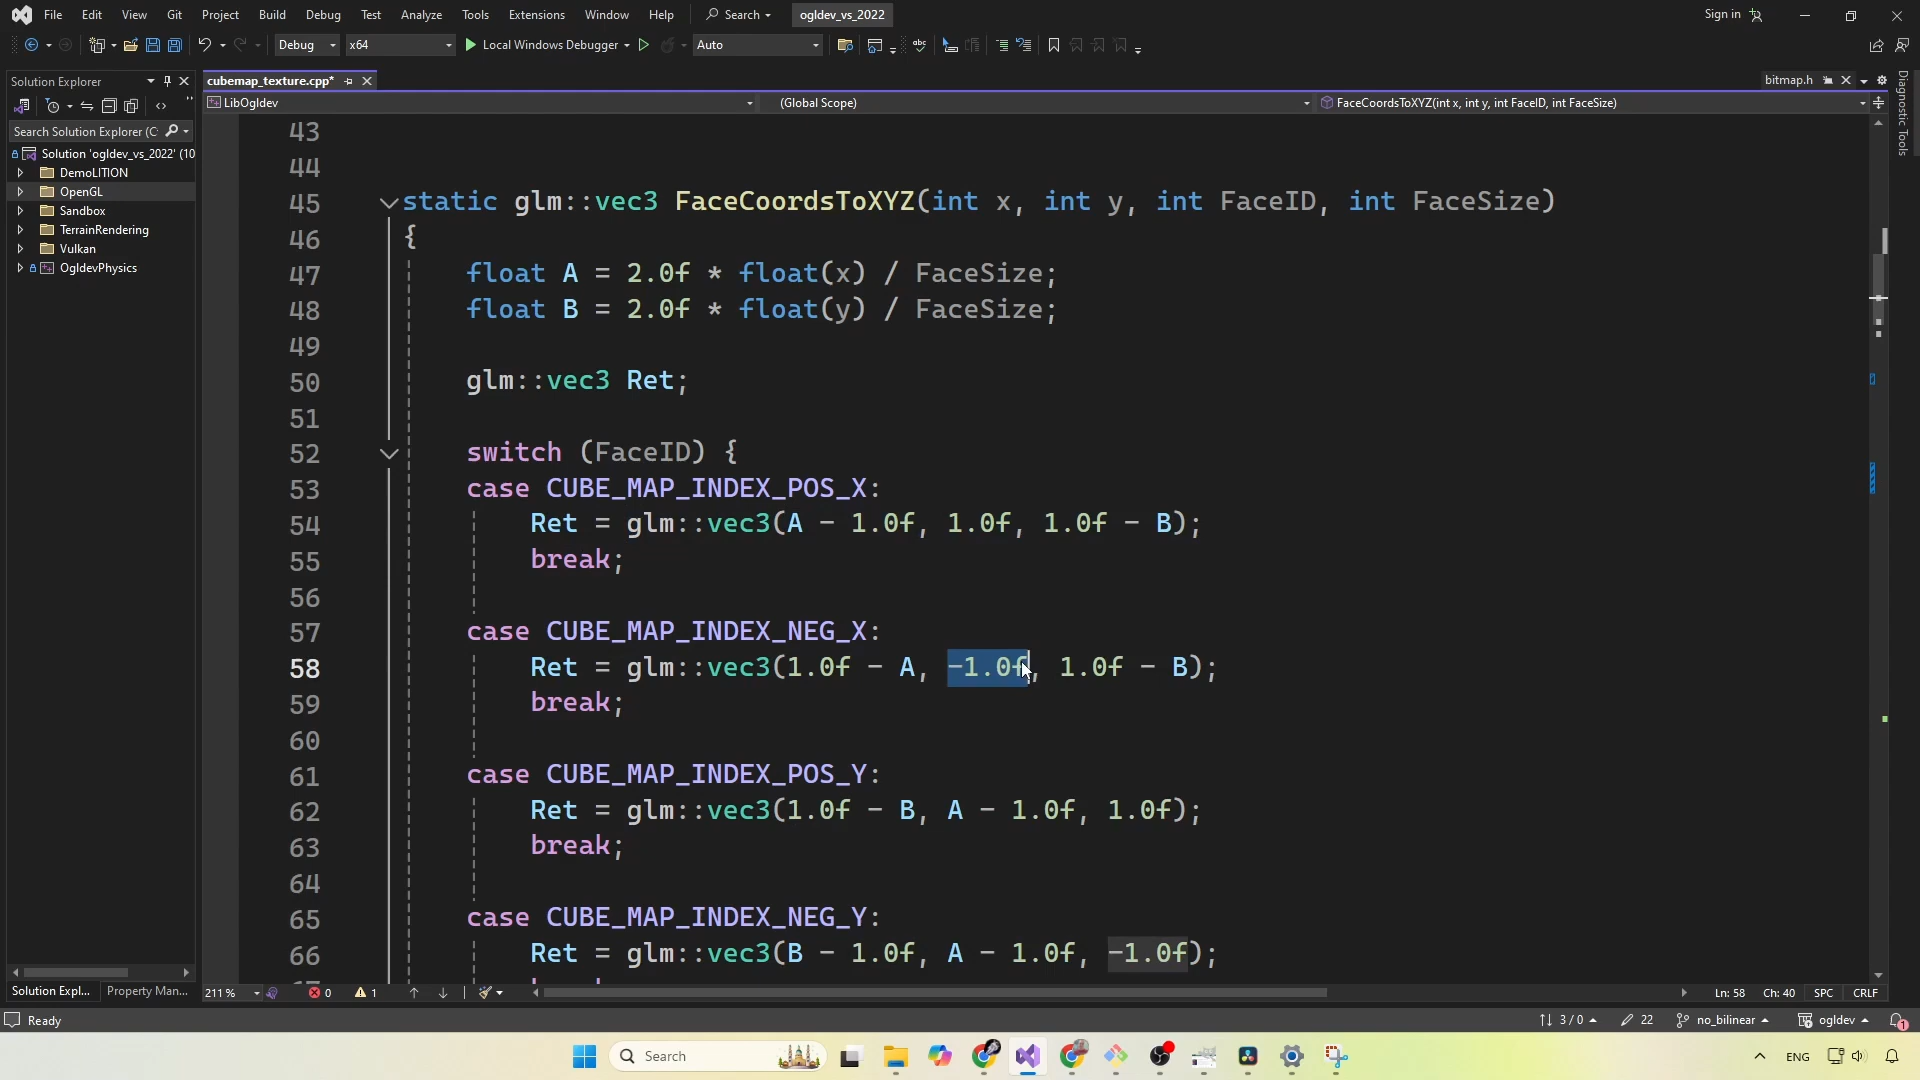 File Edit View Git Project Build Debug Test Analyze Tools Extensions Window Help Search ogldev_vs_2022 Sign in
Debug x64 Local Windows Debugger Auto
Solution Explorer
cubemap_texture.cpp*
bitmap.h
LibOgldev
(Global Scope)
FaceCoordsToXYZ(int x, int y, int FaceID, int FaceSize)
Search Solution Explorer (C
Solution 'ogldev_vs_2022' (10
DemoLITION
OpenGL
Sandbox
TerrainRendering
Vulkan
OgldevPhysics
Diagnostic Tools
43
44
45 static glm::vec3 FaceCoordsToXYZ(int x, int y, int FaceID, int FaceSize)
46 {
47 float A = 2.0f * float(x) / FaceSize;
48 float B = 2.0f * float(y) / FaceSize;
49
50 glm::vec3 Ret;
51
52 switch (FaceID) {
53 case CUBE_MAP_INDEX_POS_X:
54 Ret = glm::vec3(A - 1.0f, 1.0f, 1.0f - B);
55 break;
56
57 case CUBE_MAP_INDEX_NEG_X:
58 Ret = glm::vec3(1.0f - A, -1.0f, 1.0f - B);
59 break;
60
61 case CUBE_MAP_INDEX_POS_Y:
62 Ret = glm::vec3(1.0f - B, A - 1.0f, 1.0f);
63 break;
64
65 case CUBE_MAP_INDEX_NEG_Y:
66 Ret = glm::vec3(B - 1.0f, A - 1.0f, -1.0f);
Solution Expl... Property Man...
211 % 0 1 Ln: 58 Ch: 40 SPC CRLF
Ready 3 / 0 22 no_bilinear ogldev 1
Search ENG